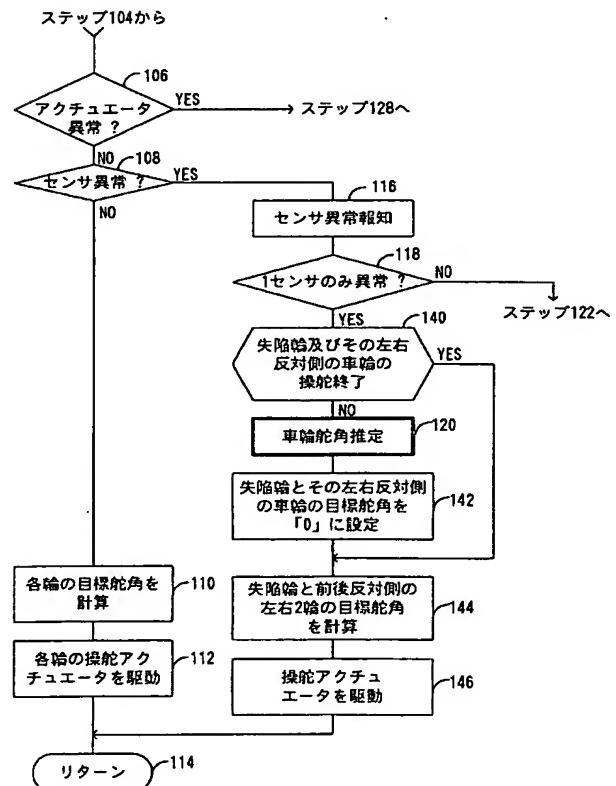 ステップ104から
106
アクチュエータ
異常 ?
YES
ステップ128へ
NO
108
センサ異常 ?
YES
NO
116
センサ異常報知
118
1センサのみ異常 ?
NO
ステップ122へ
YES
140
失陥輪及びその左右
反対側の車輪の
操舵終了
YES
NO
車輪舵角推定
120
失陥輪とその左右反対側
の車輪の目標舵角を
「0」に設定
142
各輪の目標舵角を
計算
110
失陥輪と前後反対側の
左右2輪の目標舵角
を計算
144
各輪の操舵アク
チュエータを駆動
112
操舵アクチュ
エータを駆動
146
リターン
114